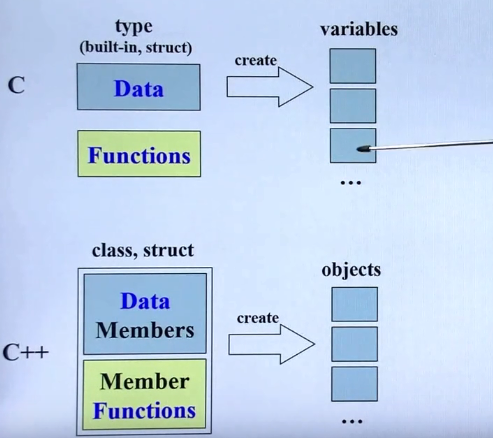 type
(built-in, struct)
variables
create
C
Data
Functions
...
class, struct
objects
create
Data
Members
C++
Member
Functions
...